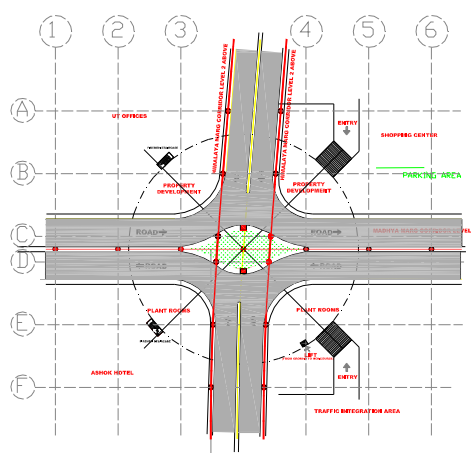 1 2 3 4 5 6
A
UT OFFICES
ENTRY
SHOPPING CENTER
HIMALAYA MARG CORRIDOR LEVEL 2 ABOVE
HIMALAYA MARG CORRIDOR LEVEL 2 ABOVE
B
PARKING AREA
PROPERTY
DEVELOPMENT
PROPERTY
DEVELOPMENT
C
ROAD
ROAD
D
ROAD
ROAD
PLANT ROOMS
PLANT ROOMS
E
LIFT
ASHOK HOTEL
ENTRY
F
TRAFFIC INTEGRATION AREA